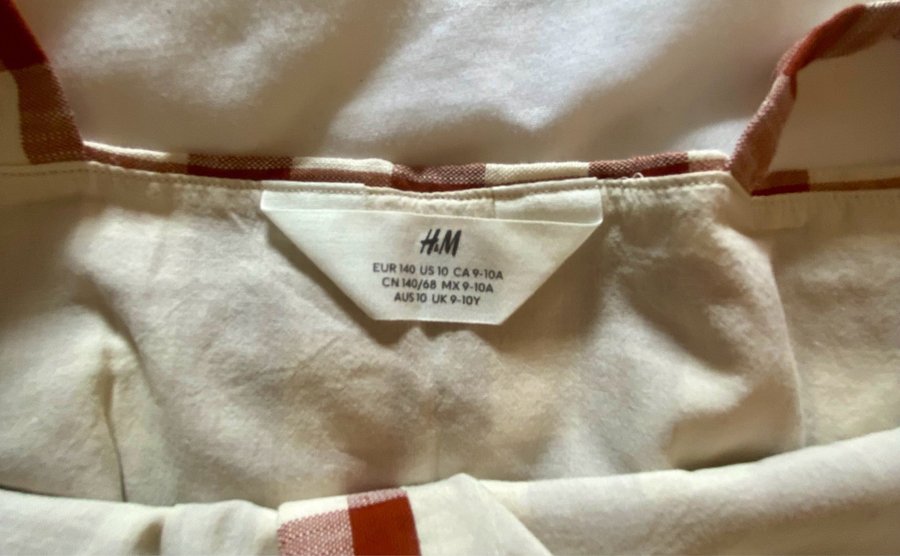 H&M
EUR 140 US 10 CA 9-10A
CN 140/68 MX 9-10A
AUS 10 UK 9-10Y